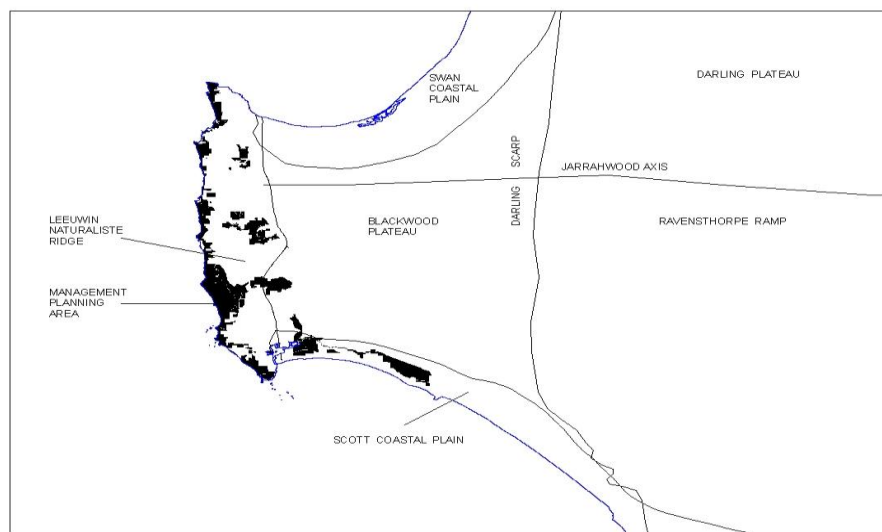 SWAN
COASTAL
PLAIN
DARLING PLATEAU
DARLING SCARP
JARRAHWOOD AXIS
LEEUWIN
NATURALISTE
RIDGE
BLACKWOOD
PLATEAU
RAVENSTHORPE RAMP
MANAGEMENT
PLANNING
AREA
SCOTT COASTAL PLAIN